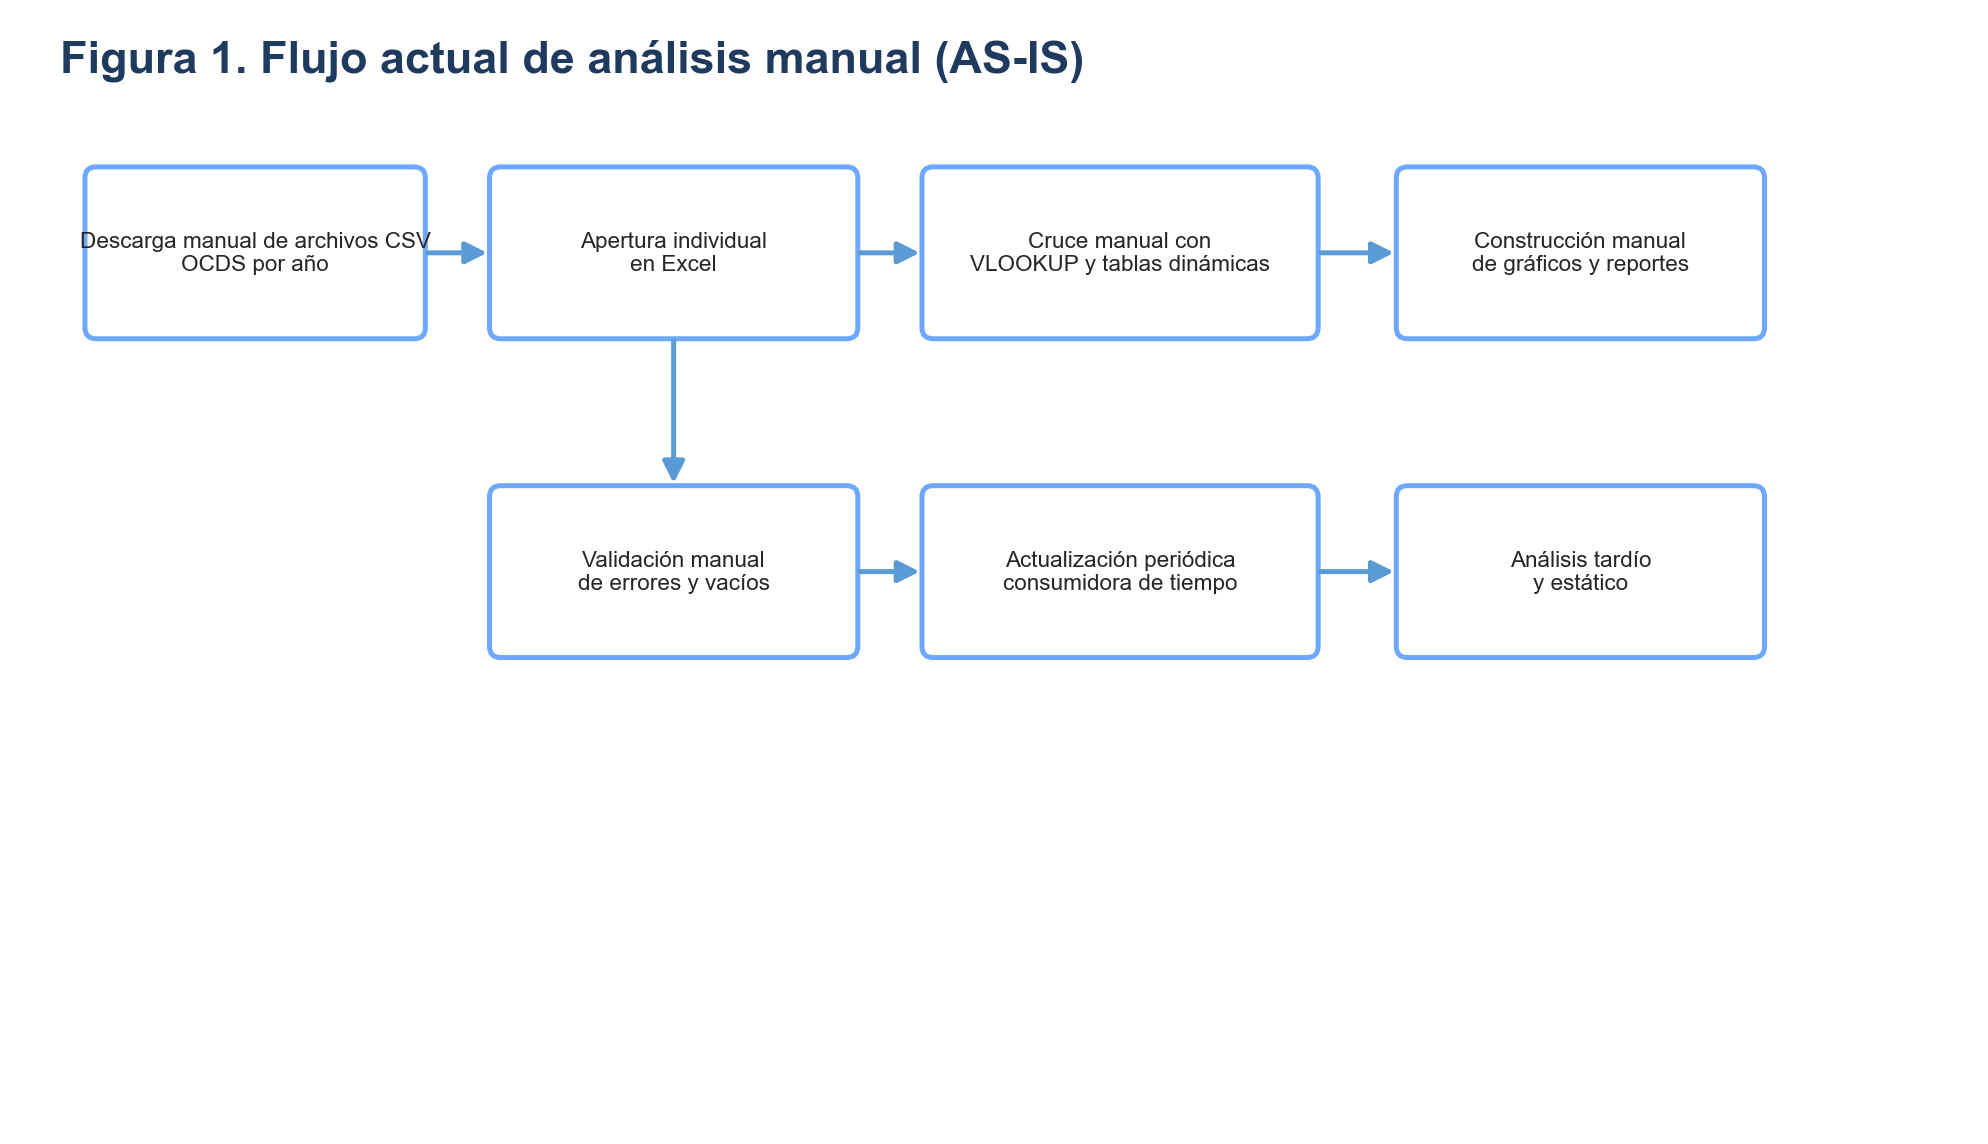 Figura 1. Flujo actual de análisis manual (AS-IS)
Descarga manual de archivos CSV
OCDS por año
Apertura individual
en Excel
Cruce manual con
VLOOKUP y tablas dinámicas
Construcción manual
de gráficos y reportes
Validación manual
de errores y vacíos
Actualización periódica
consumidora de tiempo
Análisis tardío
y estático